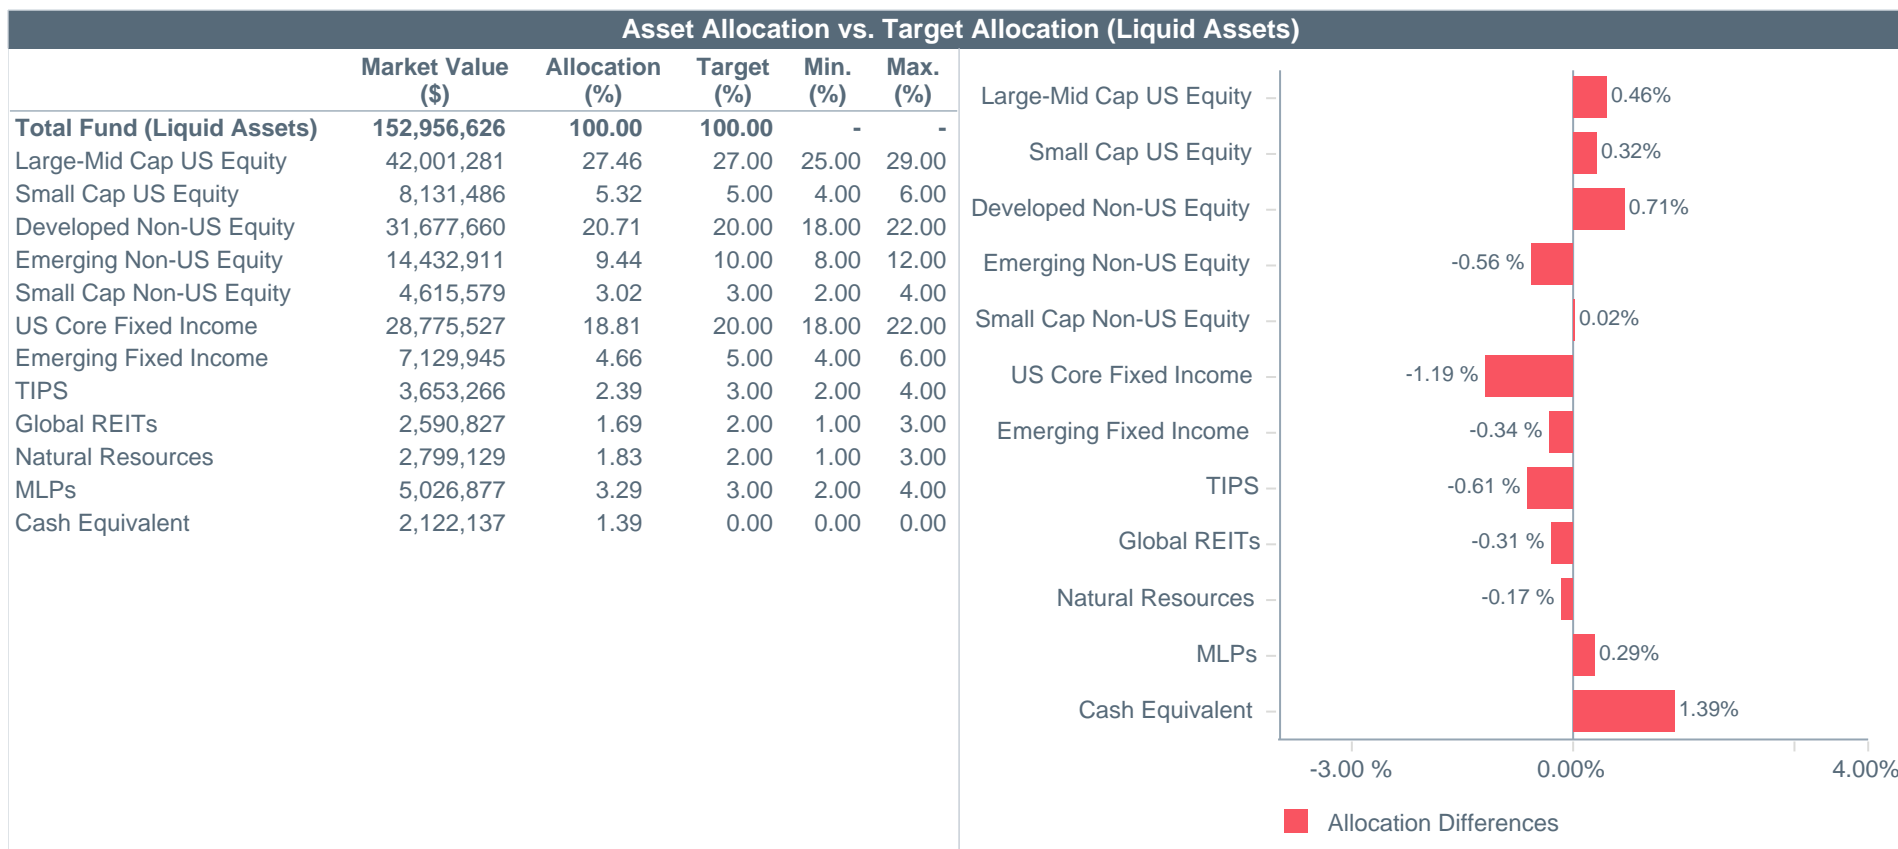 Asset Allocation vs. Target Allocation (Liquid Assets)
Market Value ($) Allocation (%) Target (%) Min. (%) Max. (%)
Total Fund (Liquid Assets) 152,956,626 100.00 100.00 - -
Large-Mid Cap US Equity 42,001,281 27.46 27.00 25.00 29.00
Small Cap US Equity 8,131,486 5.32 5.00 4.00 6.00
Developed Non-US Equity 31,677,660 20.71 20.00 18.00 22.00
Emerging Non-US Equity 14,432,911 9.44 10.00 8.00 12.00
Small Cap Non-US Equity 4,615,579 3.02 3.00 2.00 4.00
US Core Fixed Income 28,775,527 18.81 20.00 18.00 22.00
Emerging Fixed Income 7,129,945 4.66 5.00 4.00 6.00
TIPS 3,653,266 2.39 3.00 2.00 4.00
Global REITs 2,590,827 1.69 2.00 1.00 3.00
Natural Resources 2,799,129 1.83 2.00 1.00 3.00
MLPs 5,026,877 3.29 3.00 2.00 4.00
Cash Equivalent 2,122,137 1.39 0.00 0.00 0.00
Large-Mid Cap US Equity 0.46%
Small Cap US Equity 0.32%
Developed Non-US Equity 0.71%
Emerging Non-US Equity -0.56 %
Small Cap Non-US Equity 0.02%
US Core Fixed Income -1.19 %
Emerging Fixed Income -0.34 %
TIPS -0.61 %
Global REITs -0.31 %
Natural Resources -0.17 %
MLPs 0.29%
Cash Equivalent 1.39%
-3.00 % 0.00% 4.00%
Allocation Differences